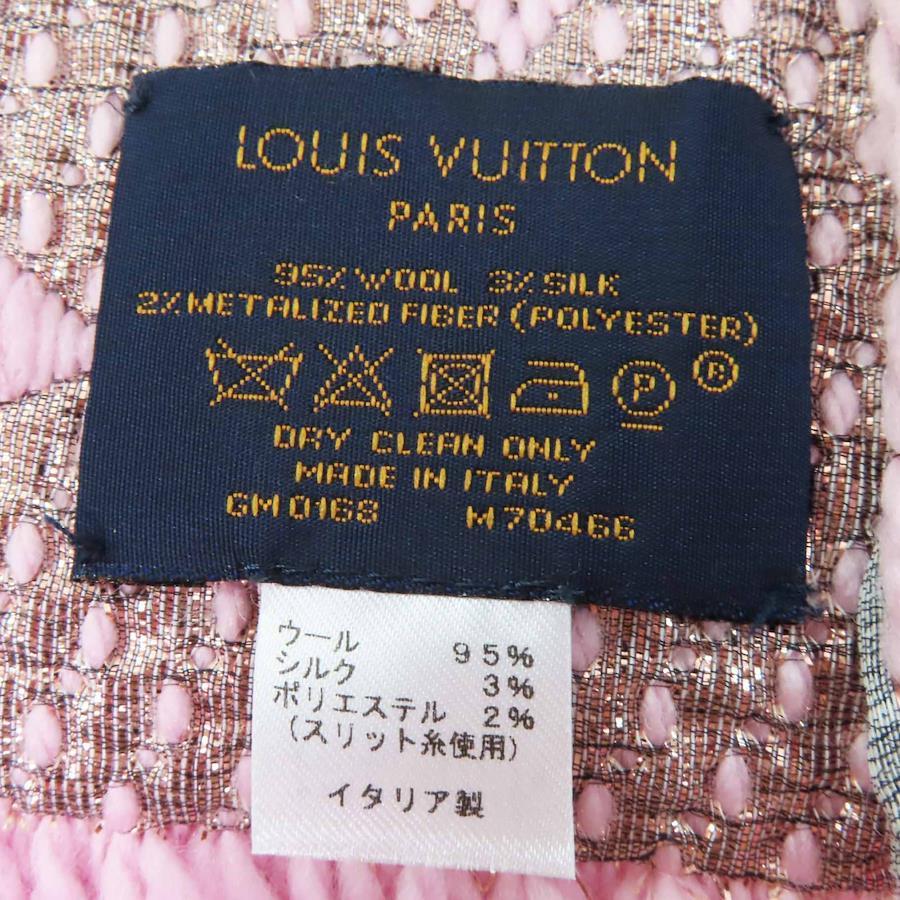 LOUIS VUITTON
PARIS
95% WOOL 3% SILK
2% METALIZED FIBER (POLYESTER)
P
R
DRY CLEAN ONLY
MADE IN ITALY
GM0168 M70466
ウール 95%
シルク 3%
ポリエステル 2%
(スリット糸使用)
イタリア製